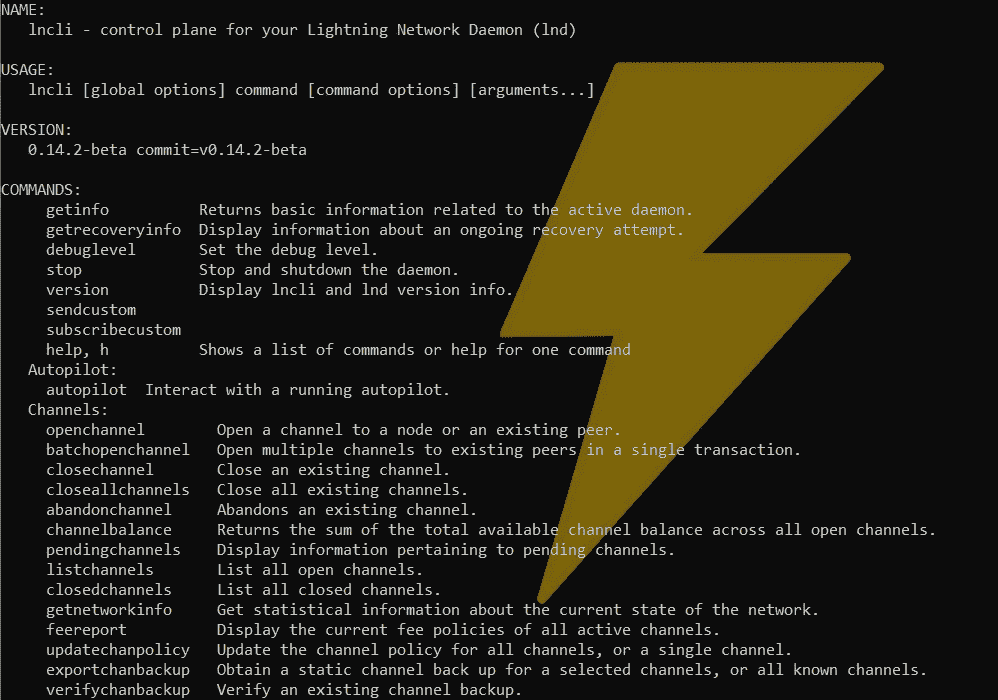 NAME:
lncli - control plane for your Lightning Network Daemon (lnd)
USAGE:
lncli [global options] command [command options] [arguments...]
VERSION:
0.14.2-beta commit=v0.14.2-beta
COMMANDS:
getinfo Returns basic information related to the active daemon.
getrecoveryinfo Display information about an ongoing recovery attempt.
debuglevel Set the debug level.
stop Stop and shutdown the daemon.
version Display lncli and lnd version info.
sendcustom
subscribecustom
help, h Shows a list of commands or help for one command
Autopilot:
autopilot Interact with a running autopilot.
Channels:
openchannel Open a channel to a node or an existing peer.
batchopenchannel Open multiple channels to existing peers in a single transaction.
closechannel Close an existing channel.
closeallchannels Close all existing channels.
abandonchannel Abandons an existing channel.
channelbalance Returns the sum of the total available channel balance across all open channels.
pendingchannels Display information pertaining to pending channels.
listchannels List all open channels.
closedchannels List all closed channels.
getnetworkinfo Get statistical information about the current state of the network.
feereport Display the current fee policies of all active channels.
updatechanpolicy Update the channel policy for all channels, or a single channel.
exportchanbackup Obtain a static channel back up for a selected channels, or all known channels.
verifychanbackup Verify an existing channel backup.